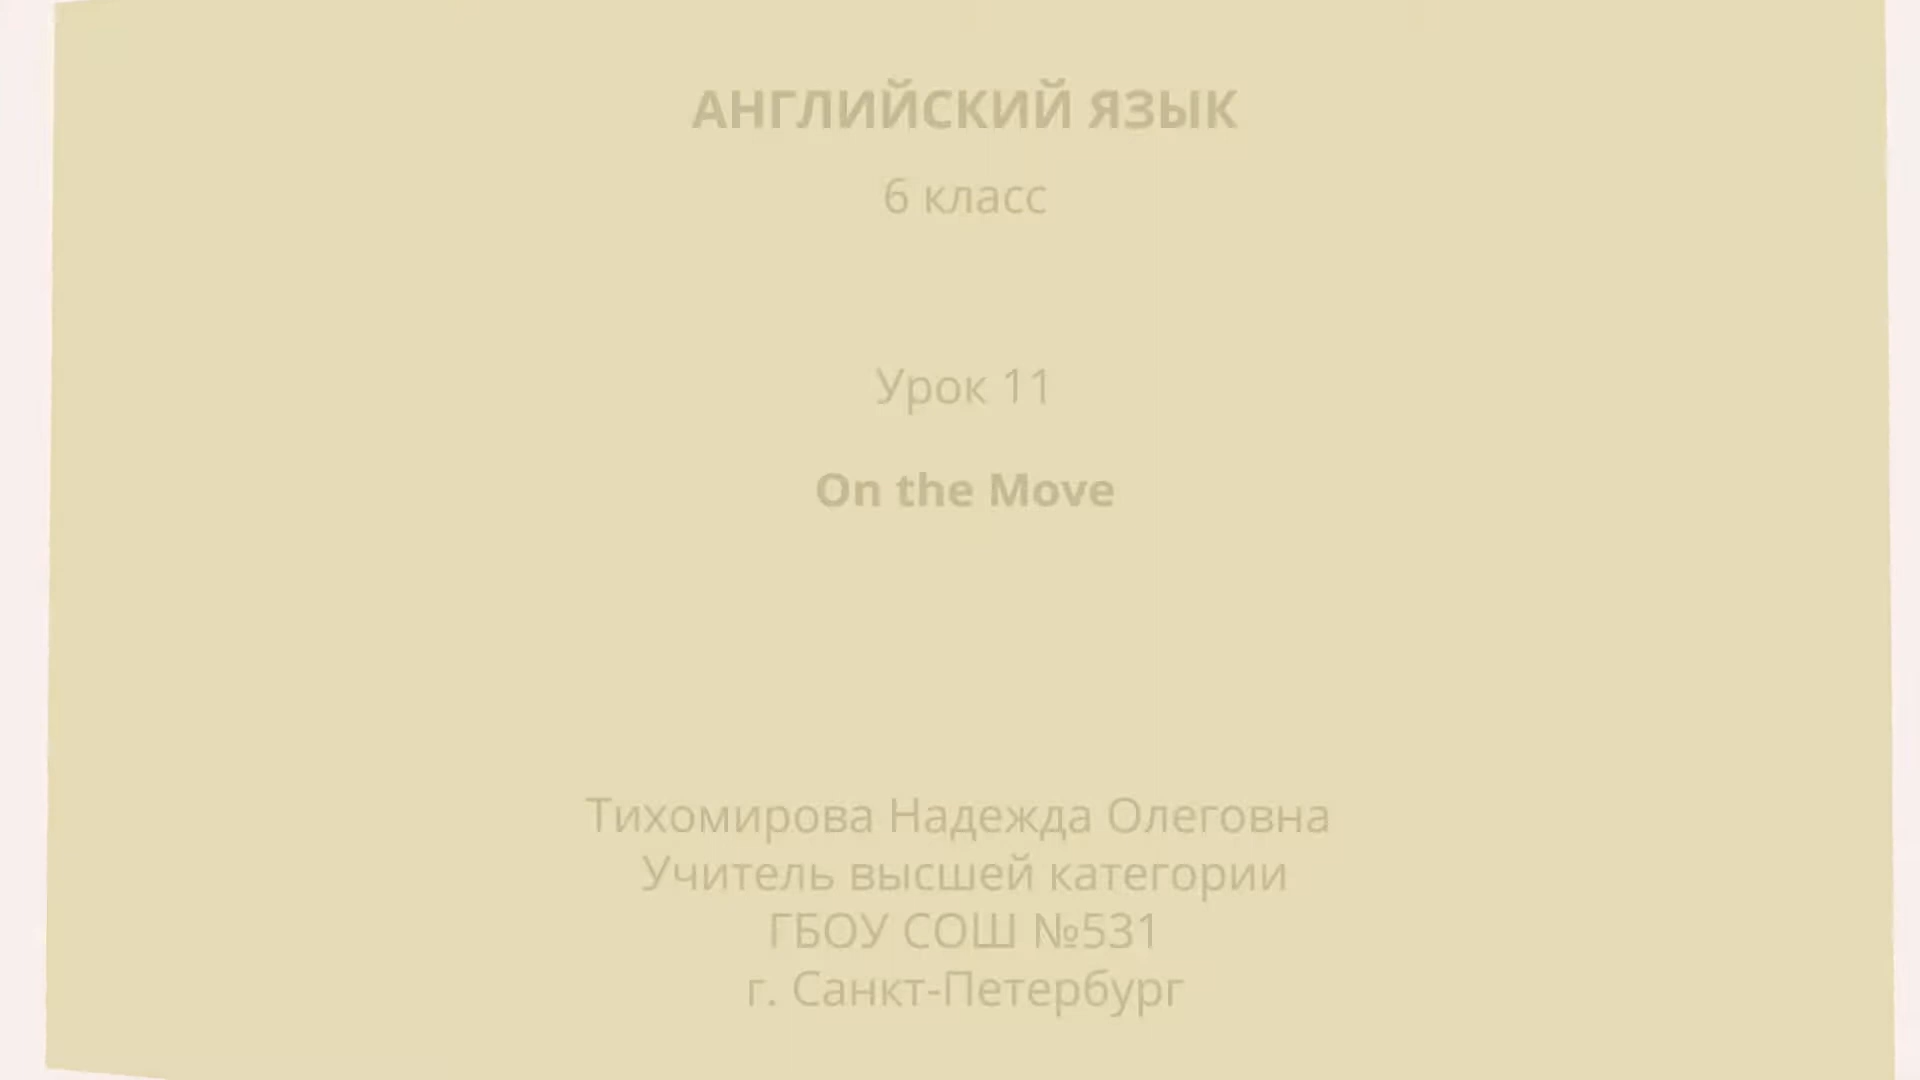 АНГЛИЙСКИЙ ЯЗЫК
6 класс
Урок 11
On the Move
Тихомирова Надежда Олеговна
Учитель высшей категории
ГБОУ СОШ №531
г. Санкт-Петербург